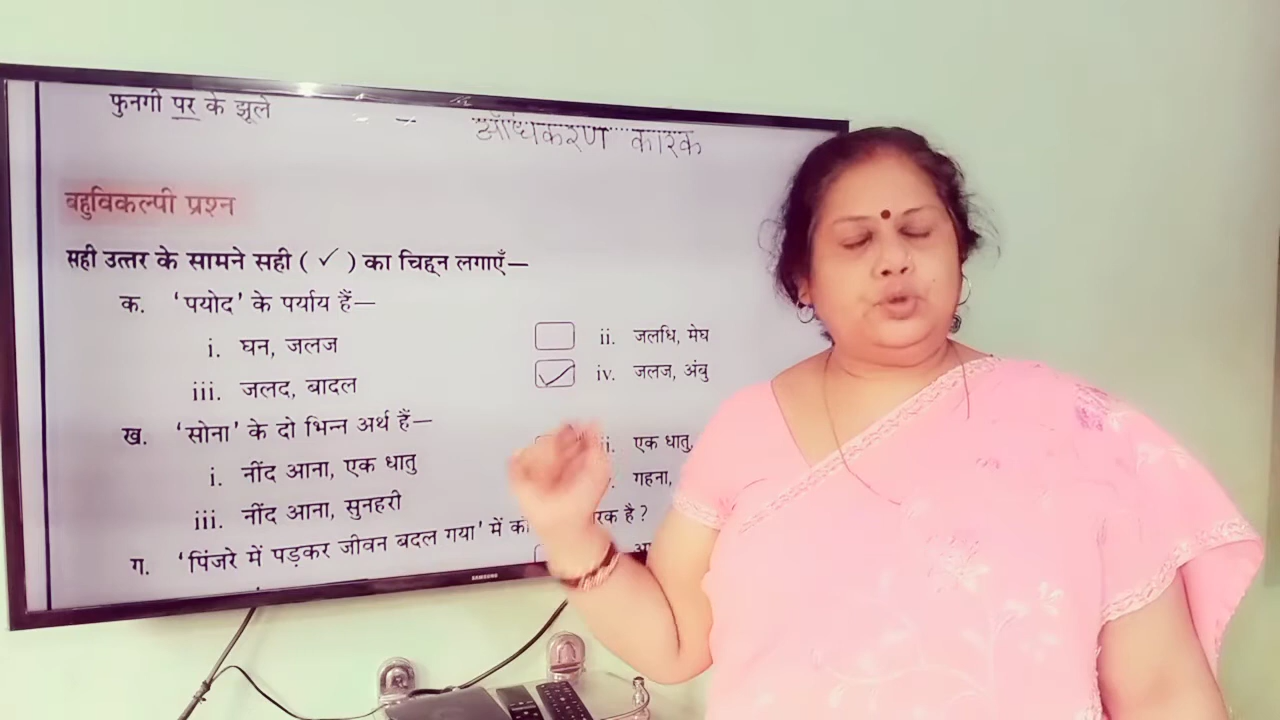 फुनगी पर के झूले
अधिकरण कारक
बहुविकल्पी प्रश्न
सही उत्तर के सामने सही ( ✓ ) का चिह्न लगाएँ—
क. 'पयोद' के पर्याय हैं—
i. घन, जलज ii. जलधि, मेघ
iii. जलद, बादल ✓ iv. जलज, अंबु
ख. 'सोना' के दो भिन्न अर्थ हैं—
i. नींद आना, एक धातु ii. एक धातु,
iii. नींद आना, सुनहरी गहना,
ग. 'पिंजरे में पड़कर जीवन बदल गया' में है ?
SAMSUNG